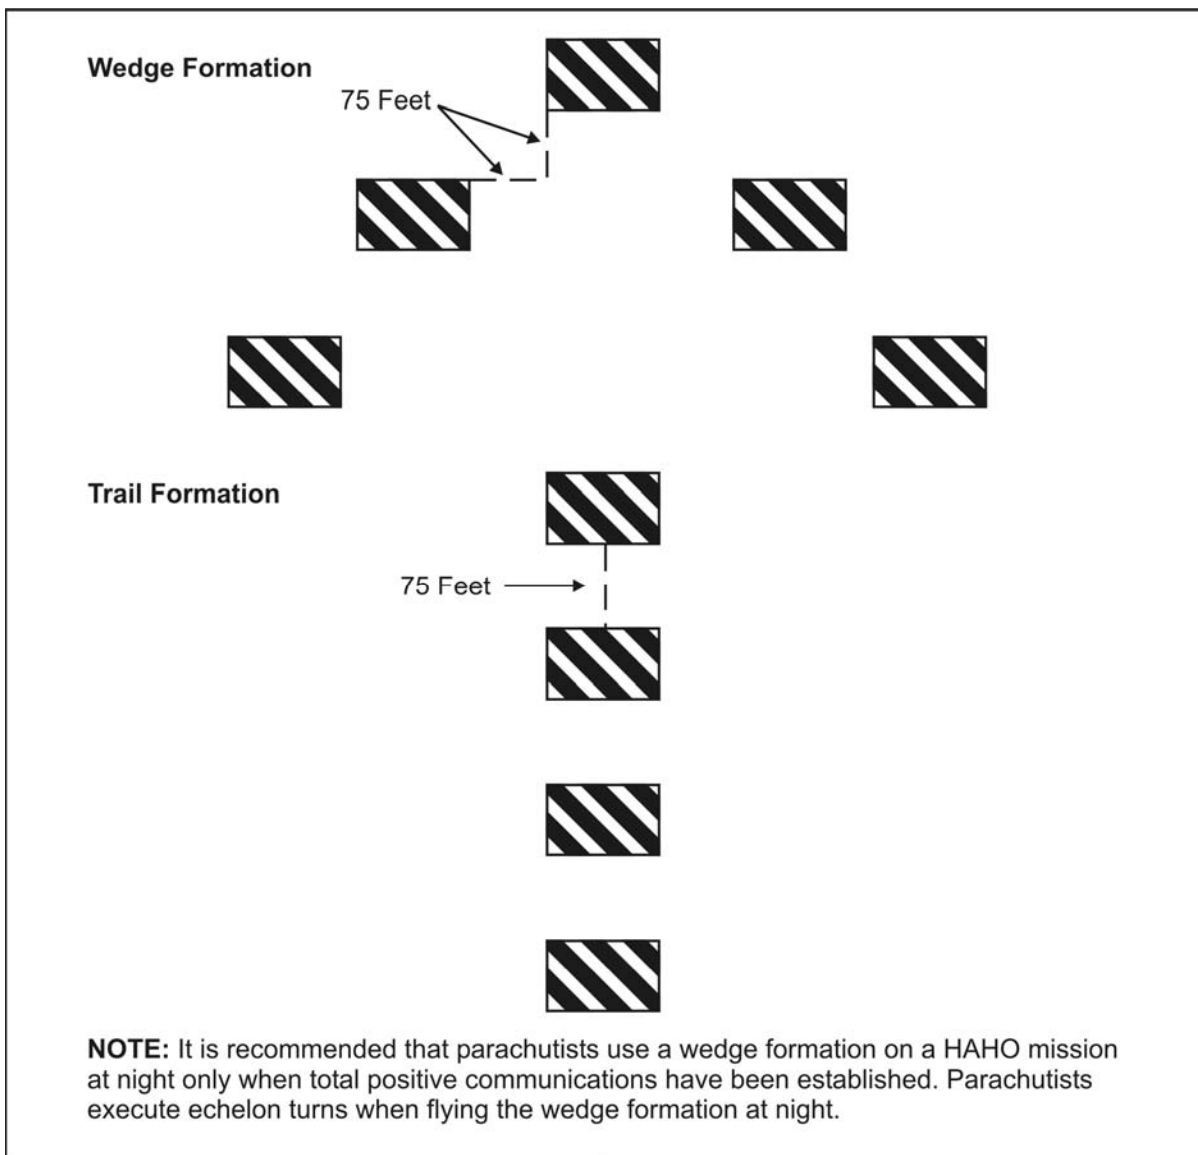 Wedge Formation
75 Feet
Trail Formation
75 Feet
NOTE: It is recommended that parachutists use a wedge formation on a HAHO mission
at night only when total positive communications have been established. Parachutists
execute echelon turns when flying the wedge formation at night.